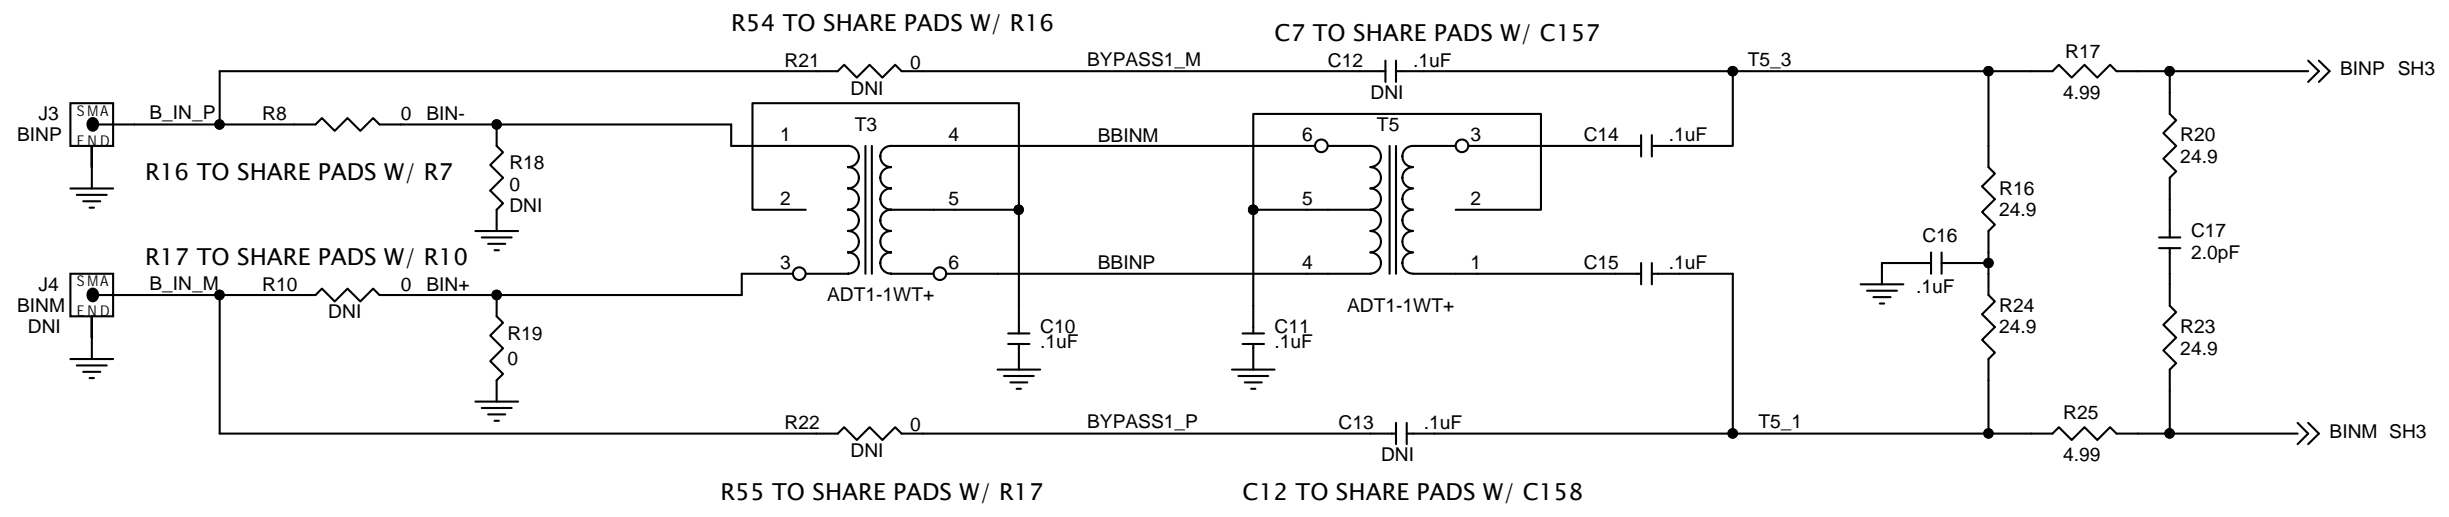 R54 TO SHARE PADS W/ R16
C7 TO SHARE PADS W/ C157
R21 0
DNI
BYPASS1_M
C12 .1uF
DNI
T5_3
R17
4.99
BINP SH3
J3
BINP
SMA
END
B_IN_P
R8 0 BIN-
R16 TO SHARE PADS W/ R7
R18
0
DNI
T3
1
2
3
4
5
6
ADT1-1WT+
BBINM
BBINP
T5
6
5
4
3
2
1
ADT1-1WT+
C14 .1uF
C15 .1uF
R20
24.9
R16
24.9
C16
.1uF
C17
2.0pF
R24
24.9
R23
24.9
R17 TO SHARE PADS W/ R10
J4
BINM
DNI
SMA
END
B_IN_M
R10 0 BIN+
DNI
R19
0
C10
.1uF
C11
.1uF
R22 0
DNI
BYPASS1_P
C13 .1uF
DNI
T5_1
R25
4.99
BINM SH3
R55 TO SHARE PADS W/ R17
C12 TO SHARE PADS W/ C158